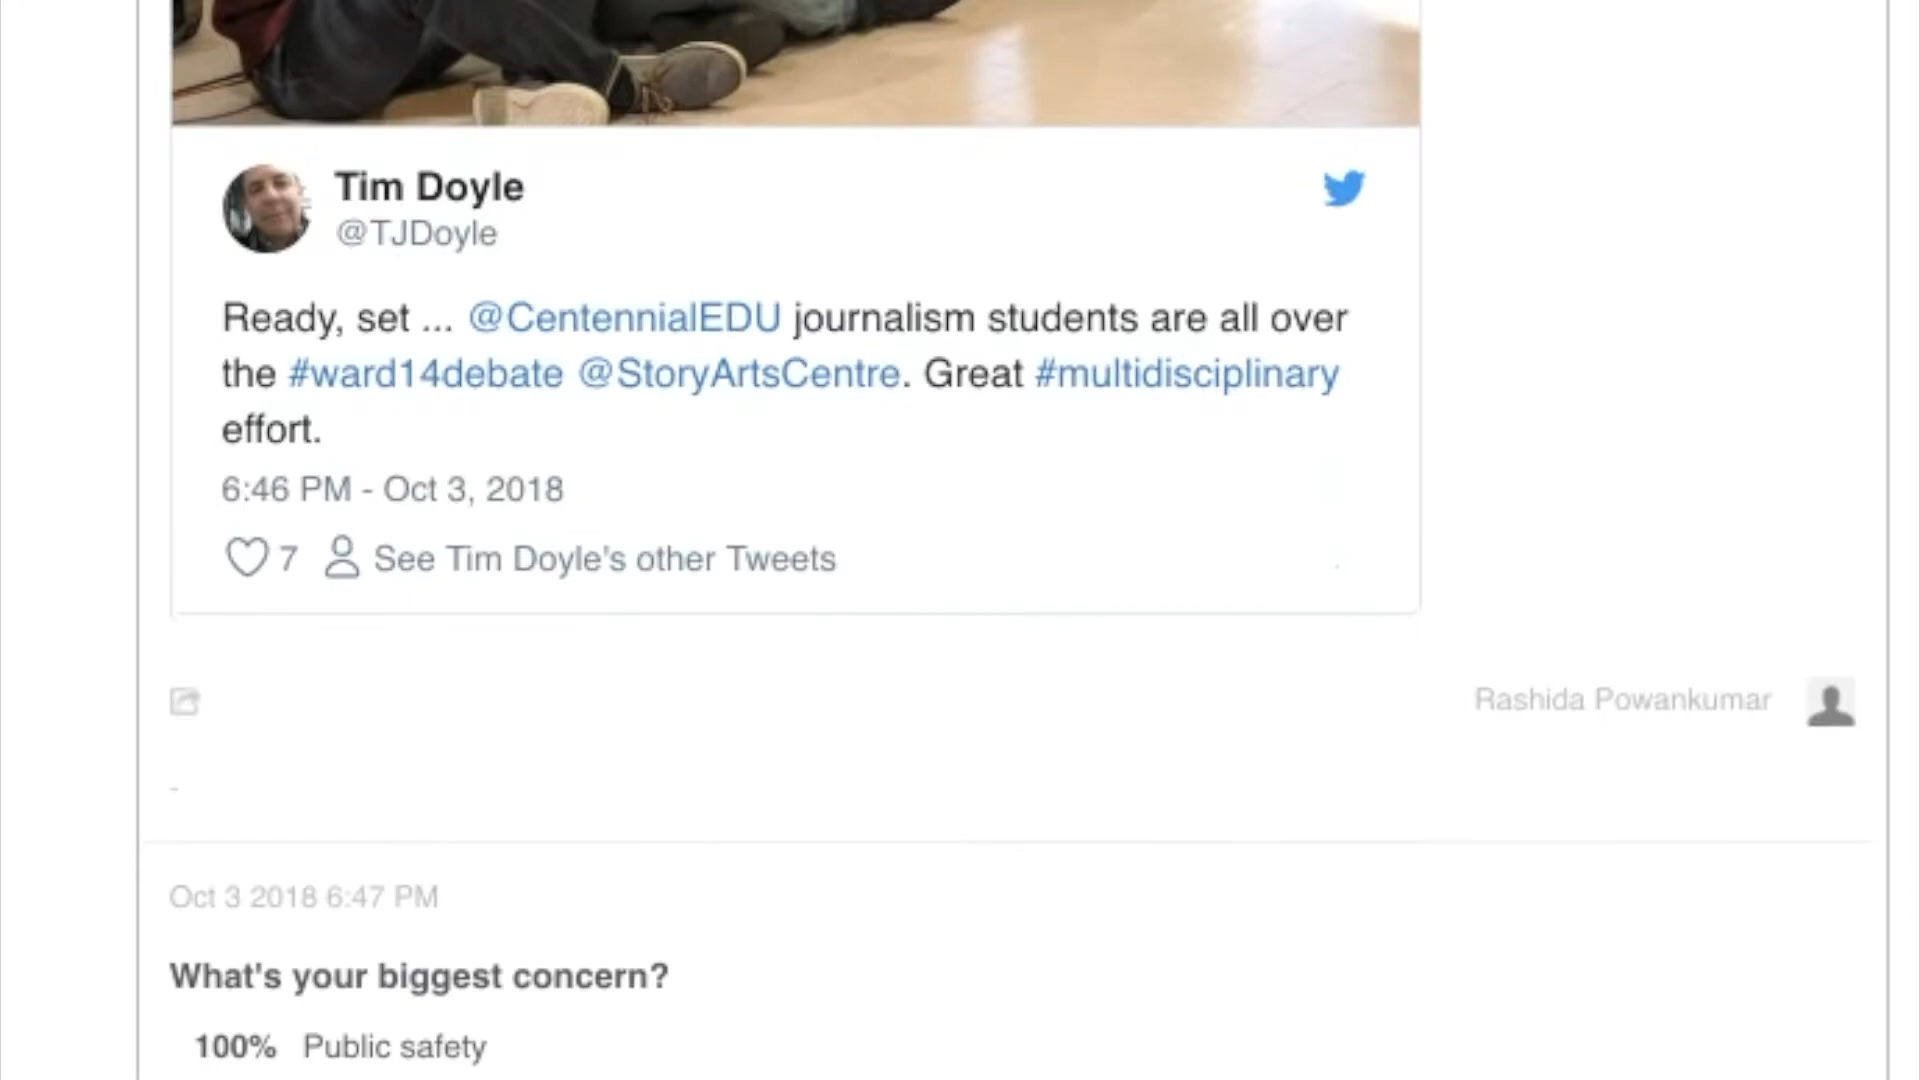 Tim Doyle
@TJDoyle
Ready, set ... @CentennialEDU journalism students are all over
the #ward14debate @StoryArtsCentre. Great #multidisciplinary
effort.
6:46 PM - Oct 3, 2018
7 See Tim Doyle's other Tweets
Rashida Powankumar
-
Oct 3 2018 6:47 PM
What's your biggest concern?
100% Public safety